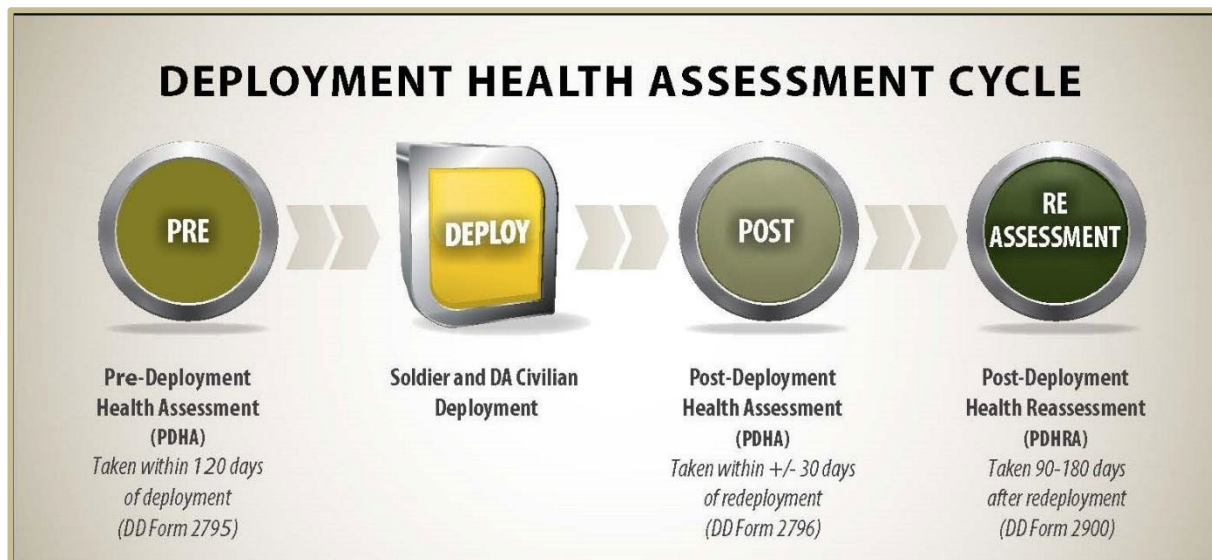 DEPLOYMENT HEALTH ASSESSMENT CYCLE
PRE
DEPLOY
POST
RE
ASSESSMENT
Pre-Deployment
Health Assessment
(PDHA)
Taken within 120 days
of deployment
(DD Form 2795)
Soldier and DA Civilian
Deployment
Post-Deployment
Health Assessment
(PDHA)
Taken within +/- 30 days
of redeployment
(DD Form 2796)
Post-Deployment
Health Reassessment
(PDHRA)
Taken 90-180 days
after redeployment
(DD Form 2900)